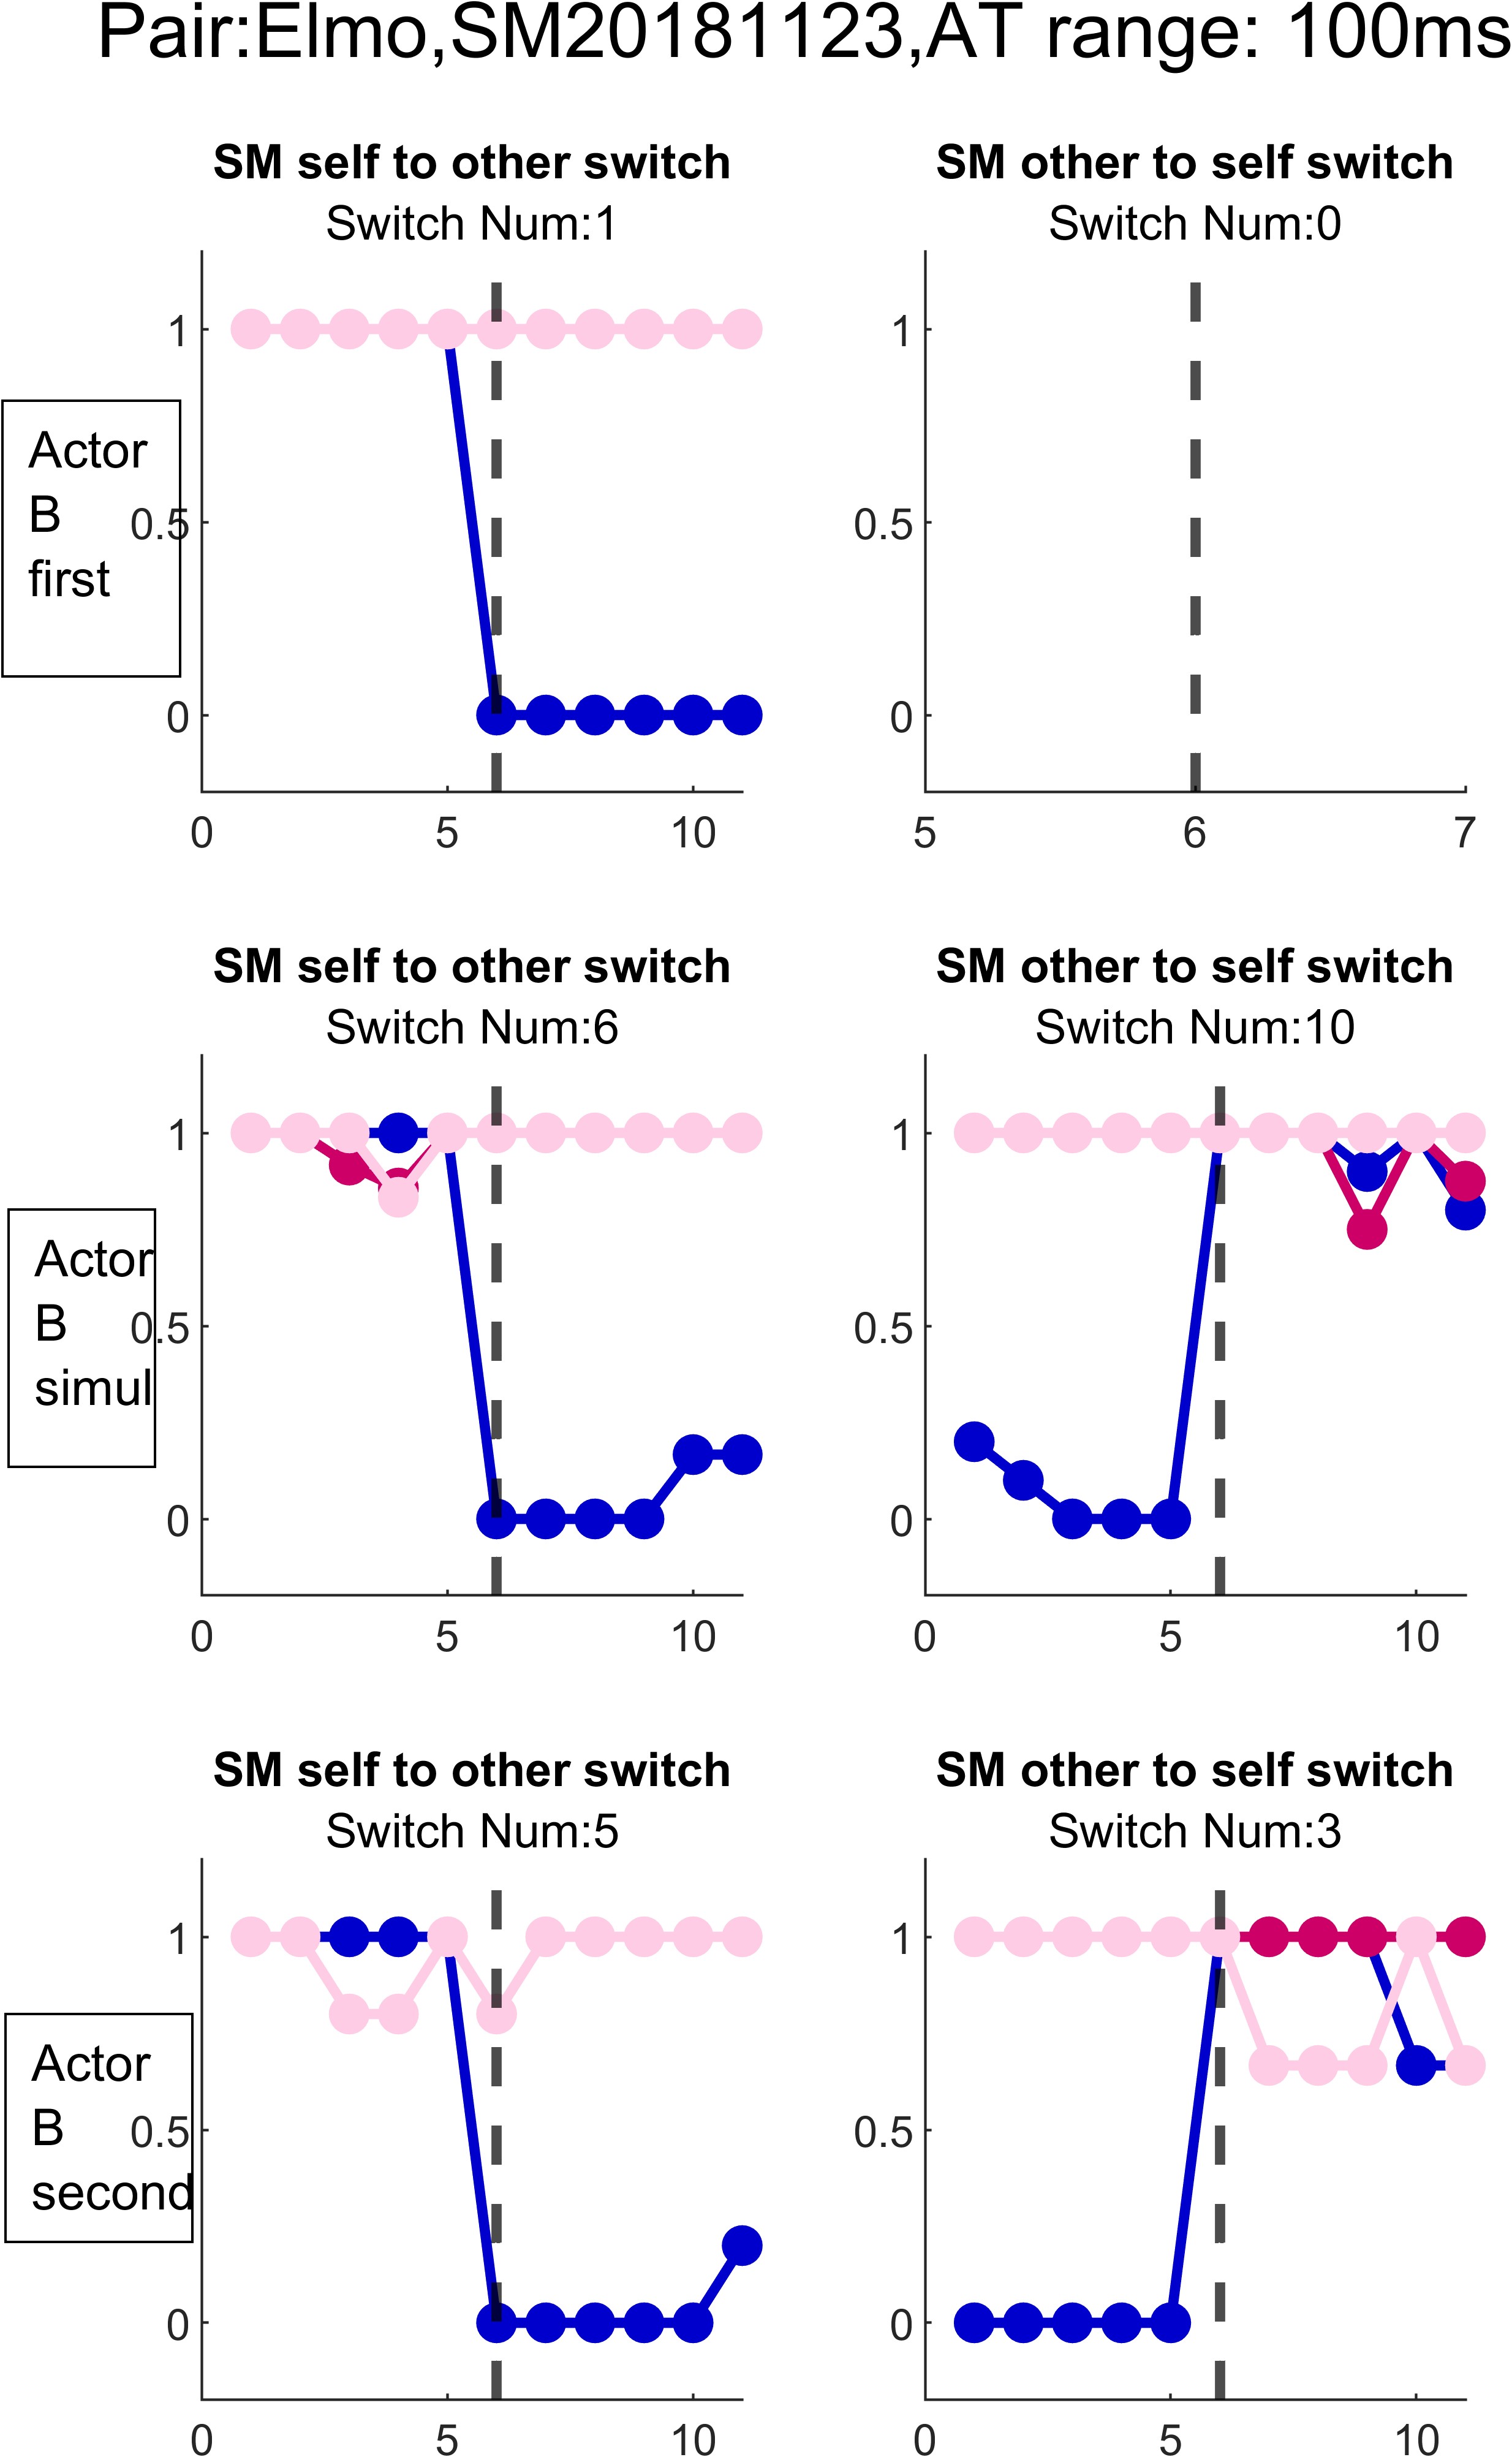 Pair:Elmo,SM20181123,AT range: 100ms
SM self to other switch
Switch Num:1
SM other to self switch
Switch Num:0
Actor
B
first
1
0.5
0
0
5
10
1
0.5
0
5
6
7
SM self to other switch
Switch Num:6
SM other to self switch
Switch Num:10
Actor
B
simul
1
0.5
0
0
5
10
1
0.5
0
0
5
10
SM self to other switch
Switch Num:5
SM other to self switch
Switch Num:3
Actor
B
second
1
0.5
0
0
5
10
1
0.5
0
0
5
10